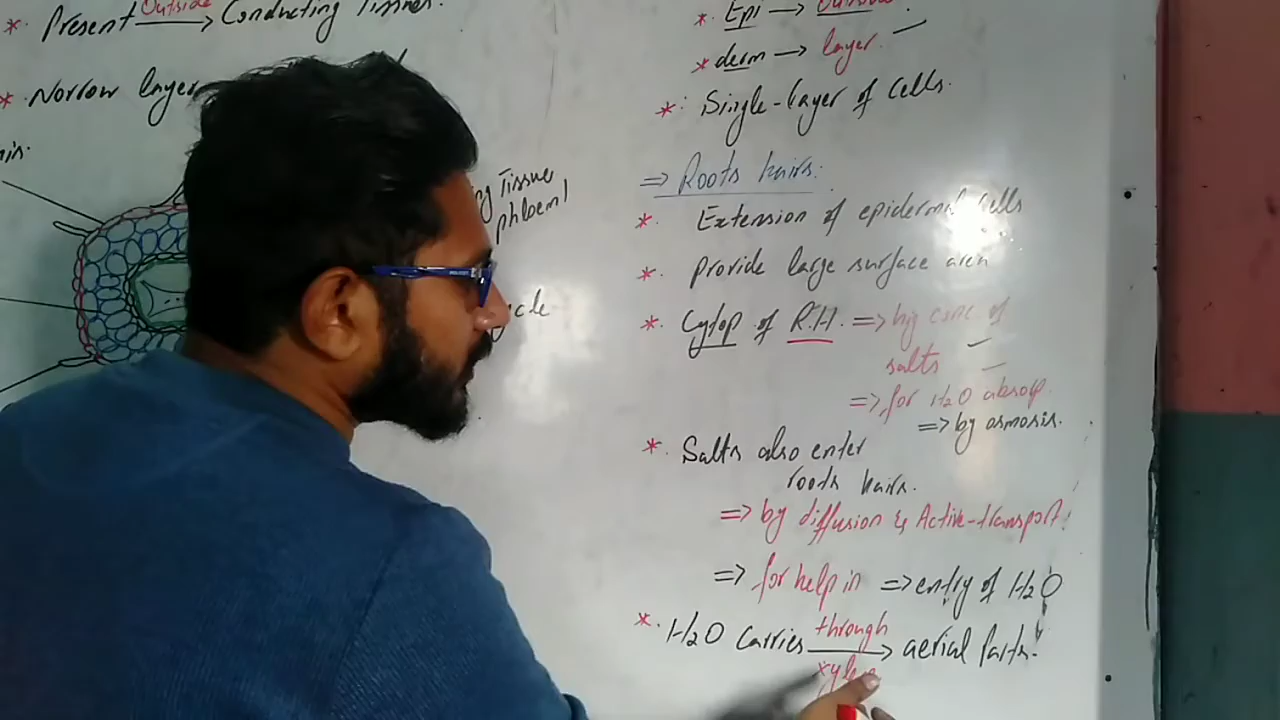 * Present Outside → Conducting Tissues.
* Narrow layer
ng Tissue
phloem)
cle
* Epi → Outside.
* derm → layer.
*: Single-layer of cells.
⇒ Roots hairs:
* Extension of epidermal cells
* provide large surface area
* Cytop of R.H. ⇒ hig conc of
salts
⇒ for H2O absorp.
⇒ by osmosis.
* Salts also enter
roots hairs.
⇒ by diffusion & Active-transport!
⇒ for help in ⇒ entry of H2O
* H2O Carries through → aerial Parts.
xyle